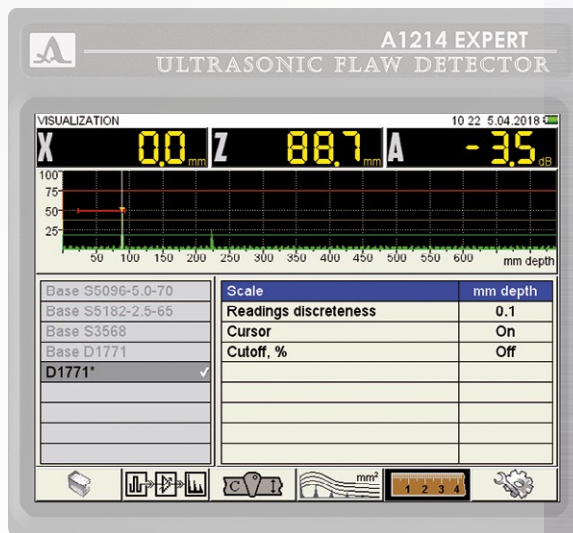 A1214 EXPERT
ULTRASONIC FLAW DETECTOR
VISUALIZATION 10 22 5.04.2018
X 0.0 mm Z 88.7 mm A -3.5 dB
100
75
50
25
50 100 150 200 250 300 350 400 450 500 550 600 mm depth
Base S5096-5.0-70 Scale mm depth
Base S5182-2.5-65 Readings discreteness 0.1
Base S3568 Cursor On
Base D1771 Cutoff, % Off
D1771*
C mm² 1 2 3 4